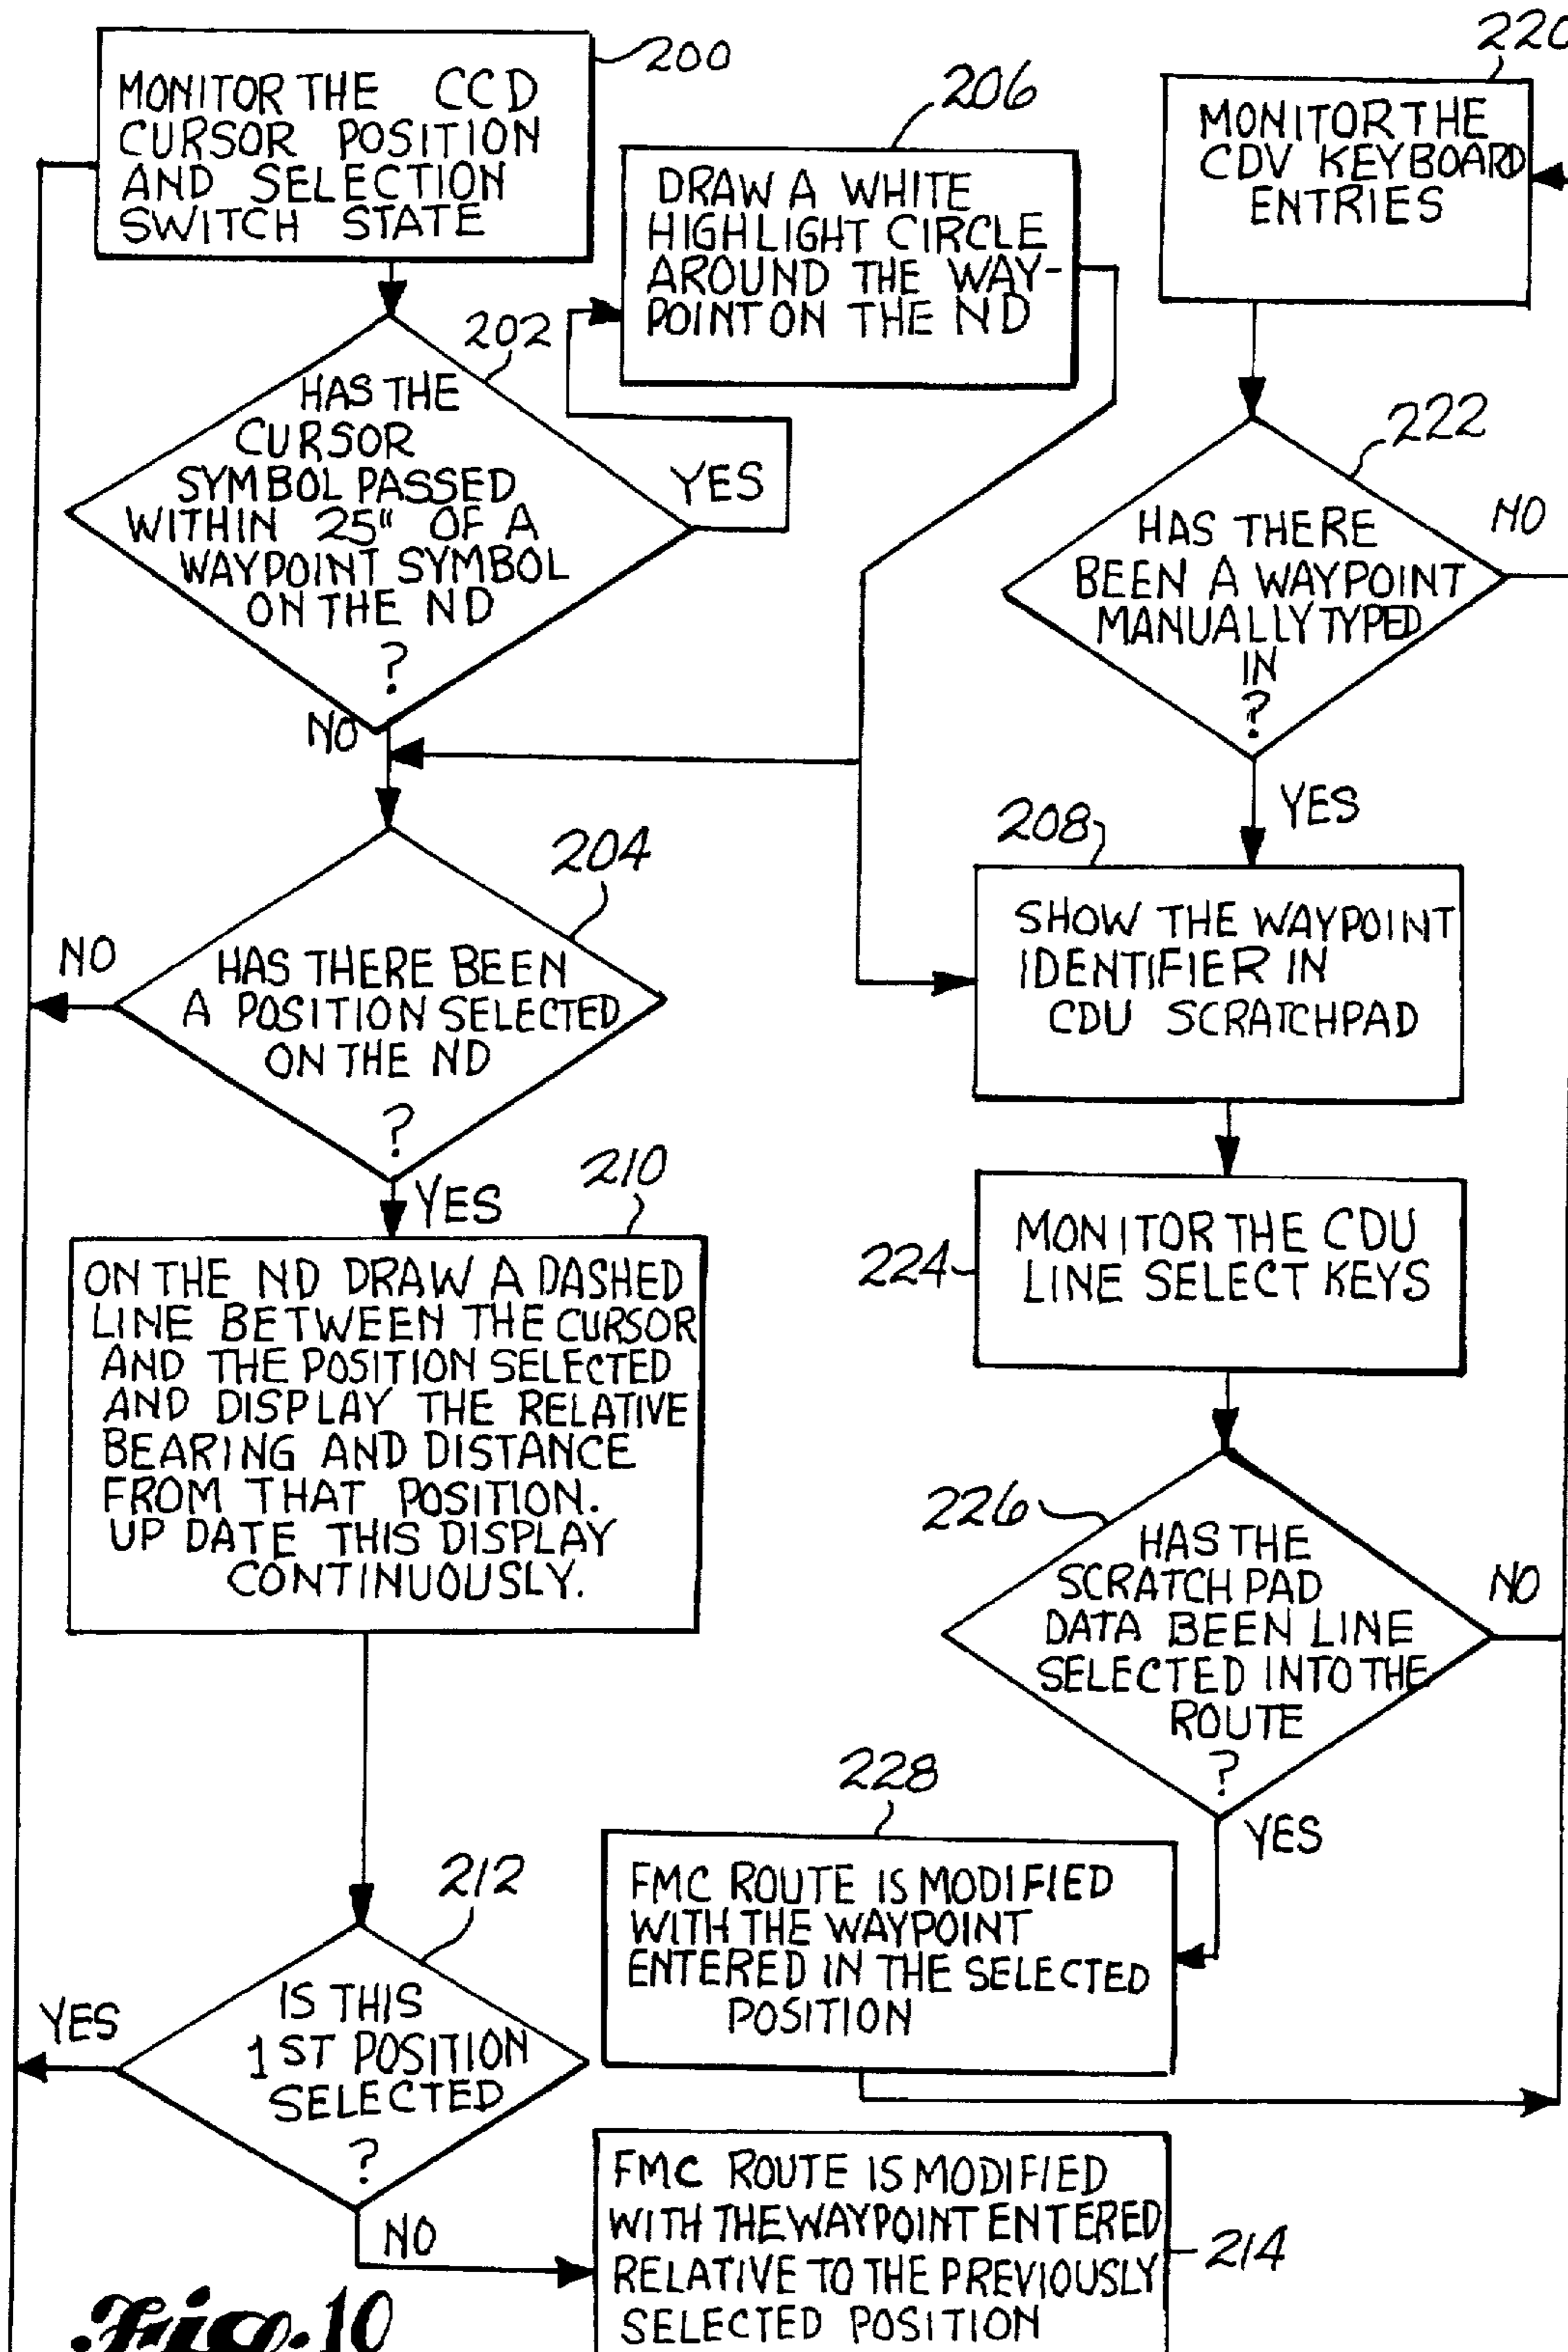 200
MONITOR THE CCD
CURSOR POSITION
AND SELECTION
SWITCH STATE
202
HAS THE
CURSOR
SYMBOL PASSED
WITHIN 25" OF A
WAYPOINT SYMBOL
ON THE ND
?
YES
NO
206
DRAW A WHITE
HIGHLIGHT CIRCLE
AROUND THE WAY-
POINT ON THE ND
204
HAS THERE BEEN
A POSITION SELECTED
ON THE ND
?
NO
YES
210
ON THE ND DRAW A DASHED
LINE BETWEEN THE CURSOR
AND THE POSITION SELECTED
AND DISPLAY THE RELATIVE
BEARING AND DISTANCE
FROM THAT POSITION.
UP DATE THIS DISPLAY
CONTINUOUSLY.
212
IS THIS
1ST POSITION
SELECTED
?
YES
NO
220
MONITOR THE
CDV KEYBOARD
ENTRIES
222
HAS THERE
BEEN A WAYPOINT
MANUALLY TYPED
IN
?
NO
YES
208
SHOW THE WAYPOINT
IDENTIFIER IN
CDU SCRATCHPAD
224
MONITOR THE CDU
LINE SELECT KEYS
226
HAS THE
SCRATCH PAD
DATA BEEN LINE
SELECTED INTO THE
ROUTE
?
NO
YES
228
FMC ROUTE IS MODIFIED
WITH THE WAYPOINT
ENTERED IN THE SELECTED
POSITION
FMC ROUTE IS MODIFIED
WITH THE WAYPOINT ENTERED
RELATIVE TO THE PREVIOUSLY
SELECTED POSITION
214
Fig. 10